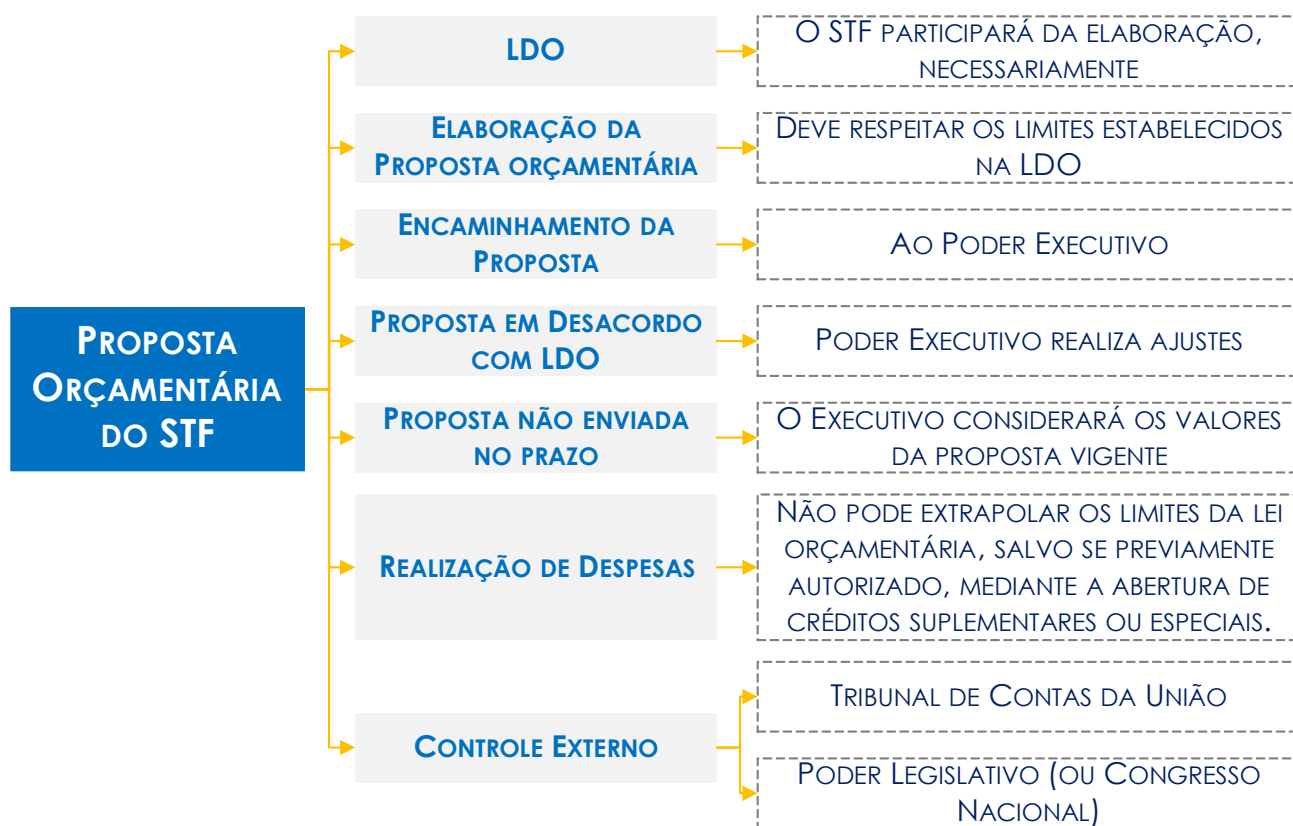 PROPOSTA
ORÇAMENTÁRIA
DO STF
LDO
O STF PARTICIPARÁ DA ELABORAÇÃO,
NECESSARIAMENTE
ELABORAÇÃO DA
PROPOSTA ORÇAMENTÁRIA
DEVE RESPEITAR OS LIMITES ESTABELECIDOS
NA LDO
ENCAMINHAMENTO DA
PROPOSTA
AO PODER EXECUTIVO
PROPOSTA EM DESACORDO
COM LDO
PODER EXECUTIVO REALIZA AJUSTES
PROPOSTA NÃO ENVIADA
NO PRAZO
O EXECUTIVO CONSIDERARÁ OS VALORES
DA PROPOSTA VIGENTE
REALIZAÇÃO DE DESPESAS
NÃO PODE EXTRAPOLAR OS LIMITES DA LEI
ORÇAMENTÁRIA, SALVO SE PREVIAMENTE
AUTORIZADO, MEDIANTE A ABERTURA DE
CRÉDITOS SUPLEMENTARES OU ESPECIAIS.
CONTROLE EXTERNO
TRIBUNAL DE CONTAS DA UNIÃO
PODER LEGISLATIVO (OU CONGRESSO
NACIONAL)